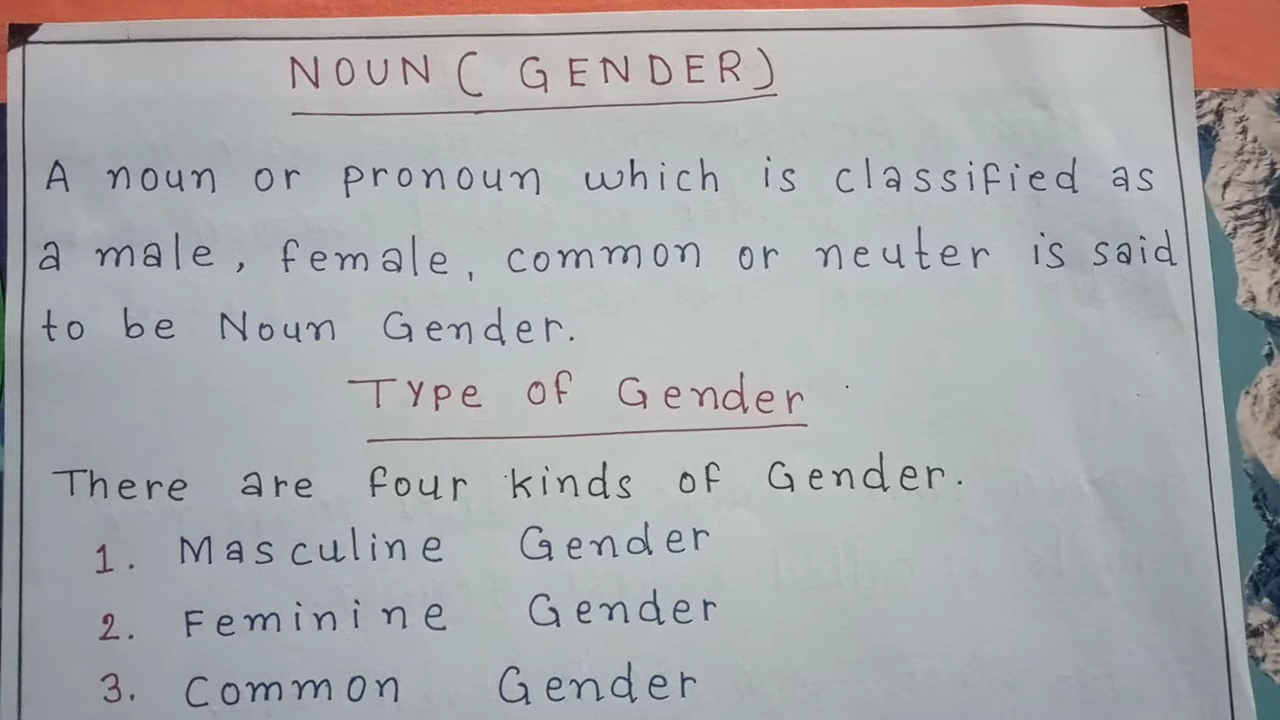 NOUN ( GENDER)
A noun or pronoun which is classified as
a male, female, common or neuter is said
to be Noun Gender.
Type of Gender
There are four kinds of Gender.
1. Masculine Gender
2. Feminine Gender
3. Common Gender